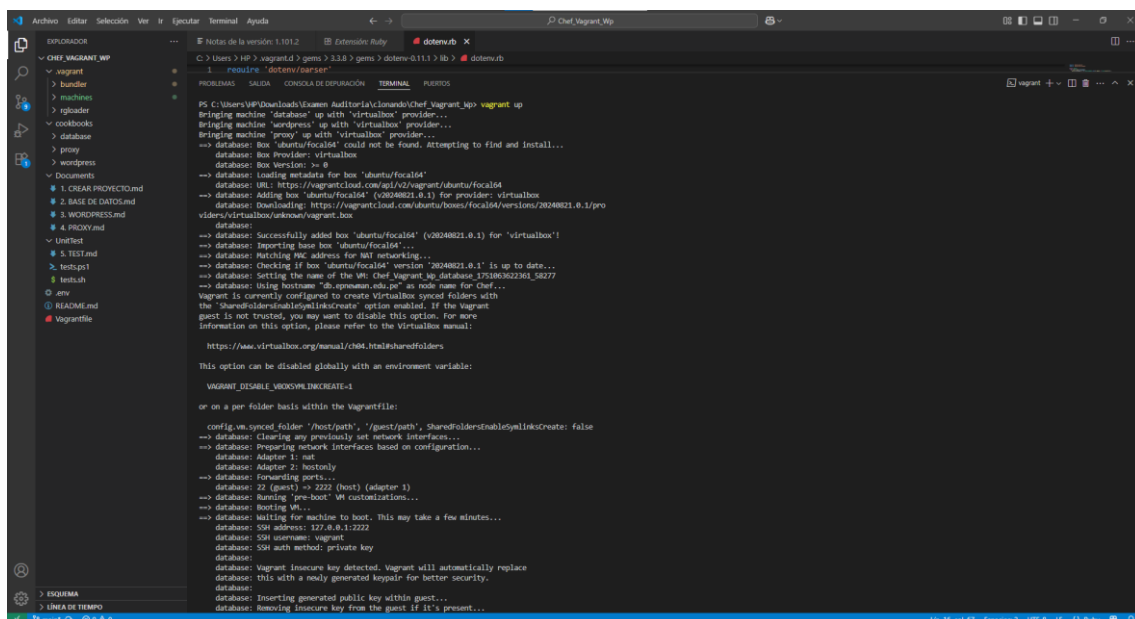 Archivo Editar Selección Ver Ir Ejecutar Terminal Ayuda
Chef_Vagrant_Wp
EXPLORADOR
Notas de la versión: 1.101.2
Extensión: Ruby
dotenv.rb
CHEF_VAGRANT_WP
.vagrant
bundler
machines
rgloader
cookbooks
database
proxy
wordpress
Documents
1. CREAR PROYECTO.md
2. BASE DE DATOS.md
3. WORDPRESS.md
4. PROXY.md
UnitTest
5. TEST.md
tests.ps1
tests.sh
.env
README.md
Vagrantfile
ESQUEMA
LÍNEA DE TIEMPO
C: > Users > HP > .vagrant.d > gems > 3.3.8 > gems > dotenv-0.11.1 > lib > dotenv.rb
1 require 'dotenv/parser'
PROBLEMAS SALIDA CONSOLA DE DEPURACIÓN TERMINAL PUERTOS
vagrant
PS C:\Users\HP\Downloads\Examen Auditoria\clonando\Chef_Vagrant_Wp> vagrant up
Bringing machine 'database' up with 'virtualbox' provider...
Bringing machine 'wordpress' up with 'virtualbox' provider...
Bringing machine 'proxy' up with 'virtualbox' provider...
==> database: Box 'ubuntu/focal64' could not be found. Attempting to find and install...
database: Box Provider: virtualbox
database: Box Version: >= 0
==> database: Loading metadata for box 'ubuntu/focal64'
database: URL: https://vagrantcloud.com/api/v2/vagrant/ubuntu/focal64
==> database: Adding box 'ubuntu/focal64' (v20240821.0.1) for provider: virtualbox
database: Downloading: https://vagrantcloud.com/ubuntu/boxes/focal64/versions/20240821.0.1/pro
viders/virtualbox/unknown/vagrant.box
database:
==> database: Successfully added box 'ubuntu/focal64' (v20240821.0.1) for 'virtualbox'!
==> database: Importing base box 'ubuntu/focal64'...
==> database: Matching MAC address for NAT networking...
==> database: Checking if box 'ubuntu/focal64' version '20240821.0.1' is up to date...
==> database: Setting the name of the VM: Chef_Vagrant_Wp_database_1751063622361_58277
==> database: Using hostname "db.epnewman.edu.pe" as node name for Chef...
Vagrant is currently configured to create VirtualBox synced folders with
the `SharedFoldersEnableSymlinksCreate` option enabled. If the Vagrant
guest is not trusted, you may want to disable this option. For more
information on this option, please refer to the VirtualBox manual:
https://www.virtualbox.org/manual/ch04.html#sharedfolders
This option can be disabled globally with an environment variable:
VAGRANT_DISABLE_VBOXSYMLINKCREATE=1
or on a per folder basis within the Vagrantfile:
config.vm.synced_folder '/host/path', '/guest/path', SharedFoldersEnableSymlinksCreate: false
==> database: Clearing any previously set network interfaces...
==> database: Preparing network interfaces based on configuration...
database: Adapter 1: nat
database: Adapter 2: hostonly
==> database: Forwarding ports...
database: 22 (guest) => 2222 (host) (adapter 1)
==> database: Running 'pre-boot' VM customizations...
==> database: Booting VM...
==> database: Waiting for machine to boot. This may take a few minutes...
database: SSH address: 127.0.0.1:2222
database: SSH username: vagrant
database: SSH auth method: private key
database:
database: Vagrant insecure key detected. Vagrant will automatically replace
database: this with a newly generated keypair for better security.
database:
database: Inserting generated public key within guest...
database: Removing insecure key from the guest if it's present...